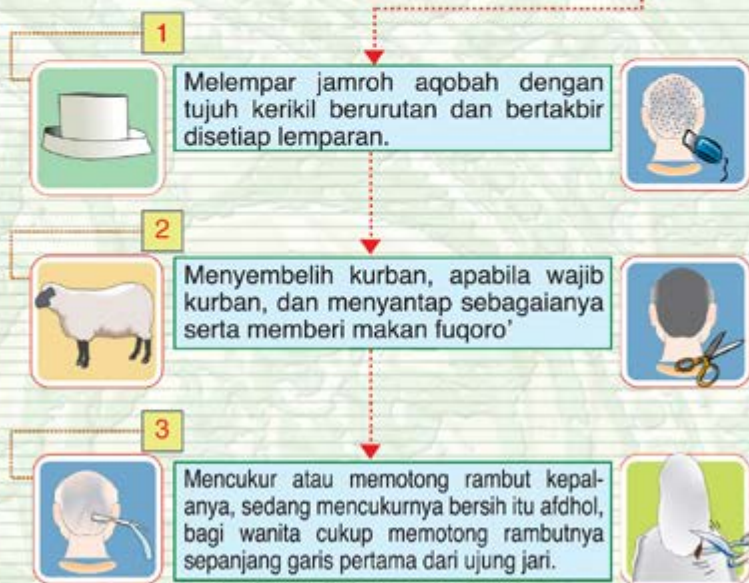 1
Melempar jamroh aqobah dengan
tujuh kerikil berurutan dan bertakbir
disetiap lemparan.
2
Menyembelih kurban, apabila wajib
kurban, dan menyantap sebagaianya
serta memberi makan fuqoro’
3
Mencukur atau memotong rambut kepal-
anya, sedang mencukurnya bersih itu afdhol,
bagi wanita cukup memotong rambutnya
sepanjang garis pertama dari ujung jari.